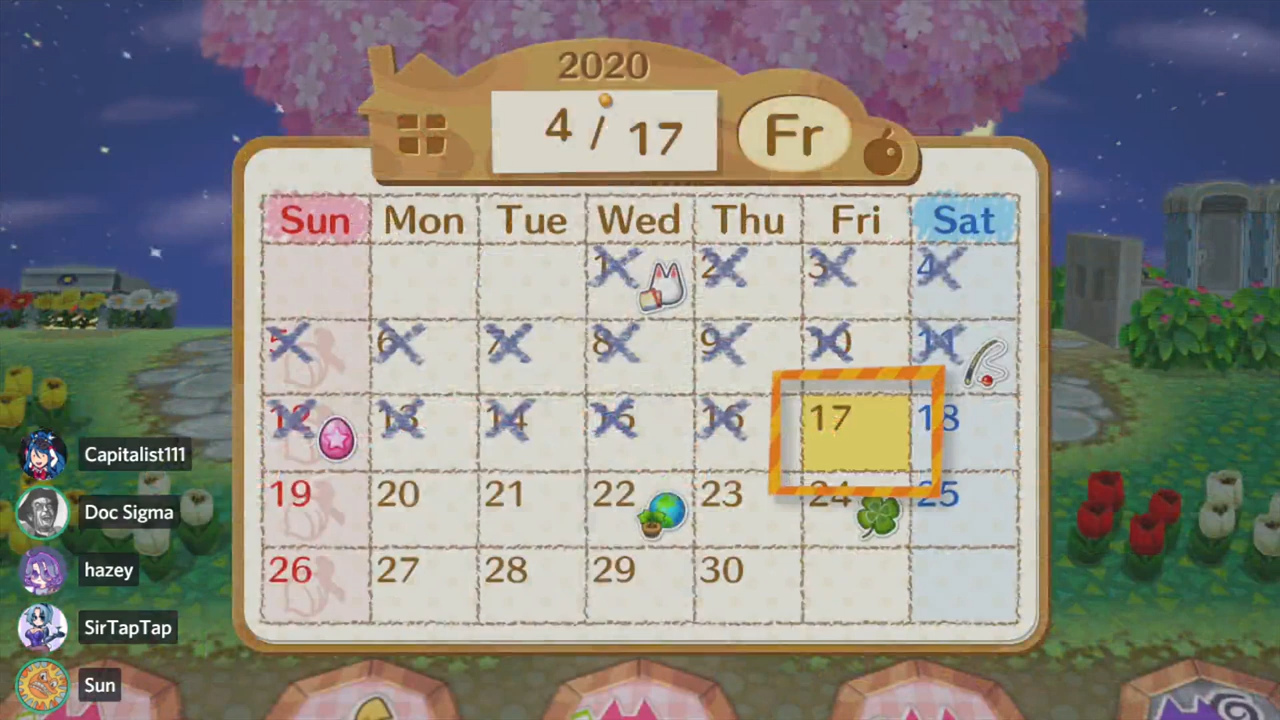 2020
4 / 17 Fr
Sun Mon Tue Wed Thu Fri Sat
1 2 3 4
5 6 7 8 9 10 11
12 13 14 15 16 17 18
19 20 21 22 23 24 25
26 27 28 29 30
Capitalist111
Doc Sigma
hazey
SirTapTap
Sun